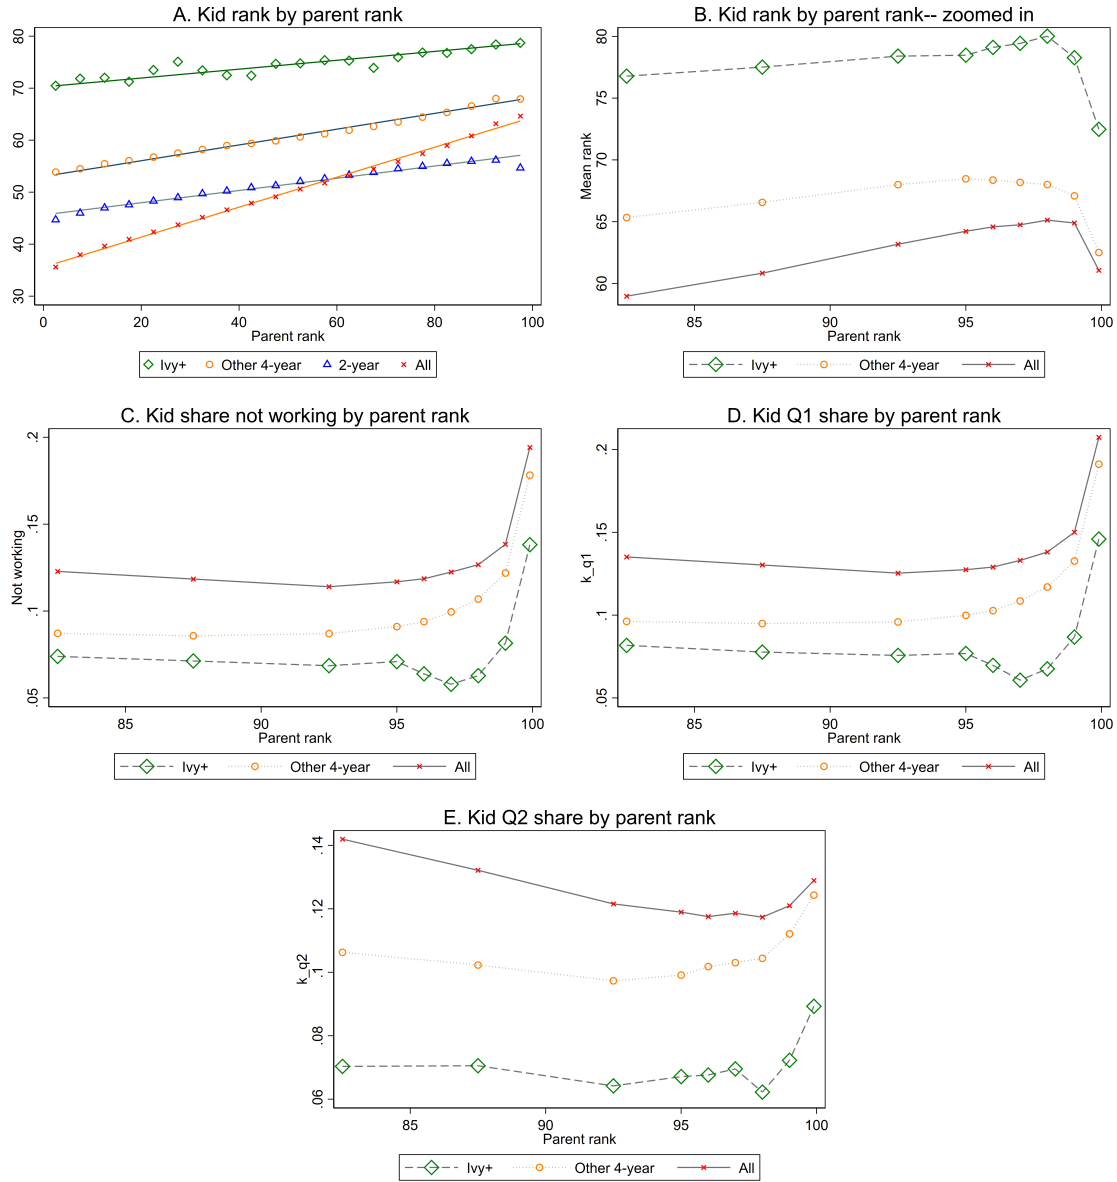 A. Kid rank by parent rank
80
70
60
50
40
30
0 20 40 60 80 100
Parent rank
Ivy+ Other 4-year 2-year All
B. Kid rank by parent rank-- zoomed in
Mean rank
80
75
70
65
60
85 90 95 100
Parent rank
Ivy+ Other 4-year All
C. Kid share not working by parent rank
Not working
.2
.15
.1
.05
85 90 95 100
Parent rank
Ivy+ Other 4-year All
D. Kid Q1 share by parent rank
k_q1
.2
.15
.1
.05
85 90 95 100
Parent rank
Ivy+ Other 4-year All
E. Kid Q2 share by parent rank
k_q2
.14
.12
.1
.08
.06
85 90 95 100
Parent rank
Ivy+ Other 4-year All